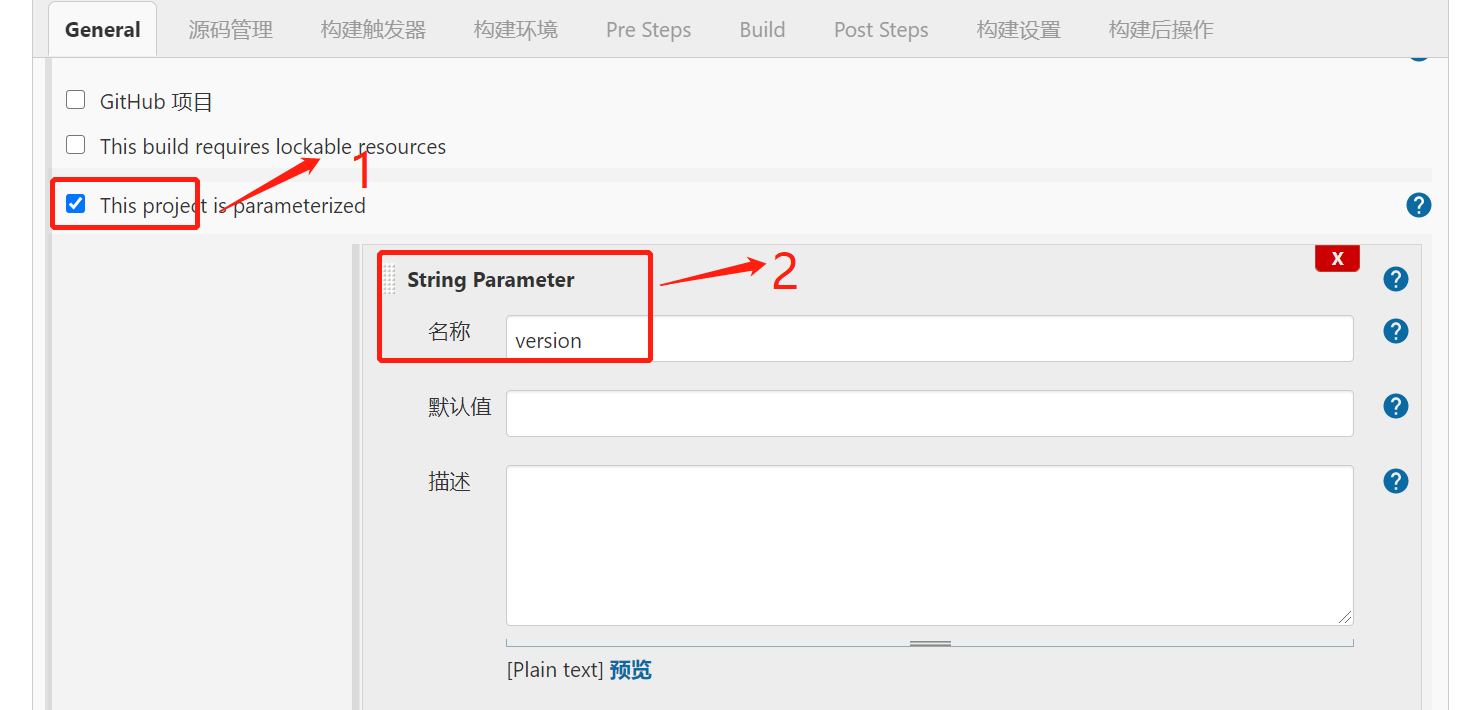 General 源码管理 构建触发器 构建环境 Pre Steps Build Post Steps 构建设置 构建后操作
GitHub 项目
This build requires lockable resources
1
This project is parameterized
?
X
String Parameter
2
?
名称
version
?
默认值
?
描述
?
[Plain text] 预览